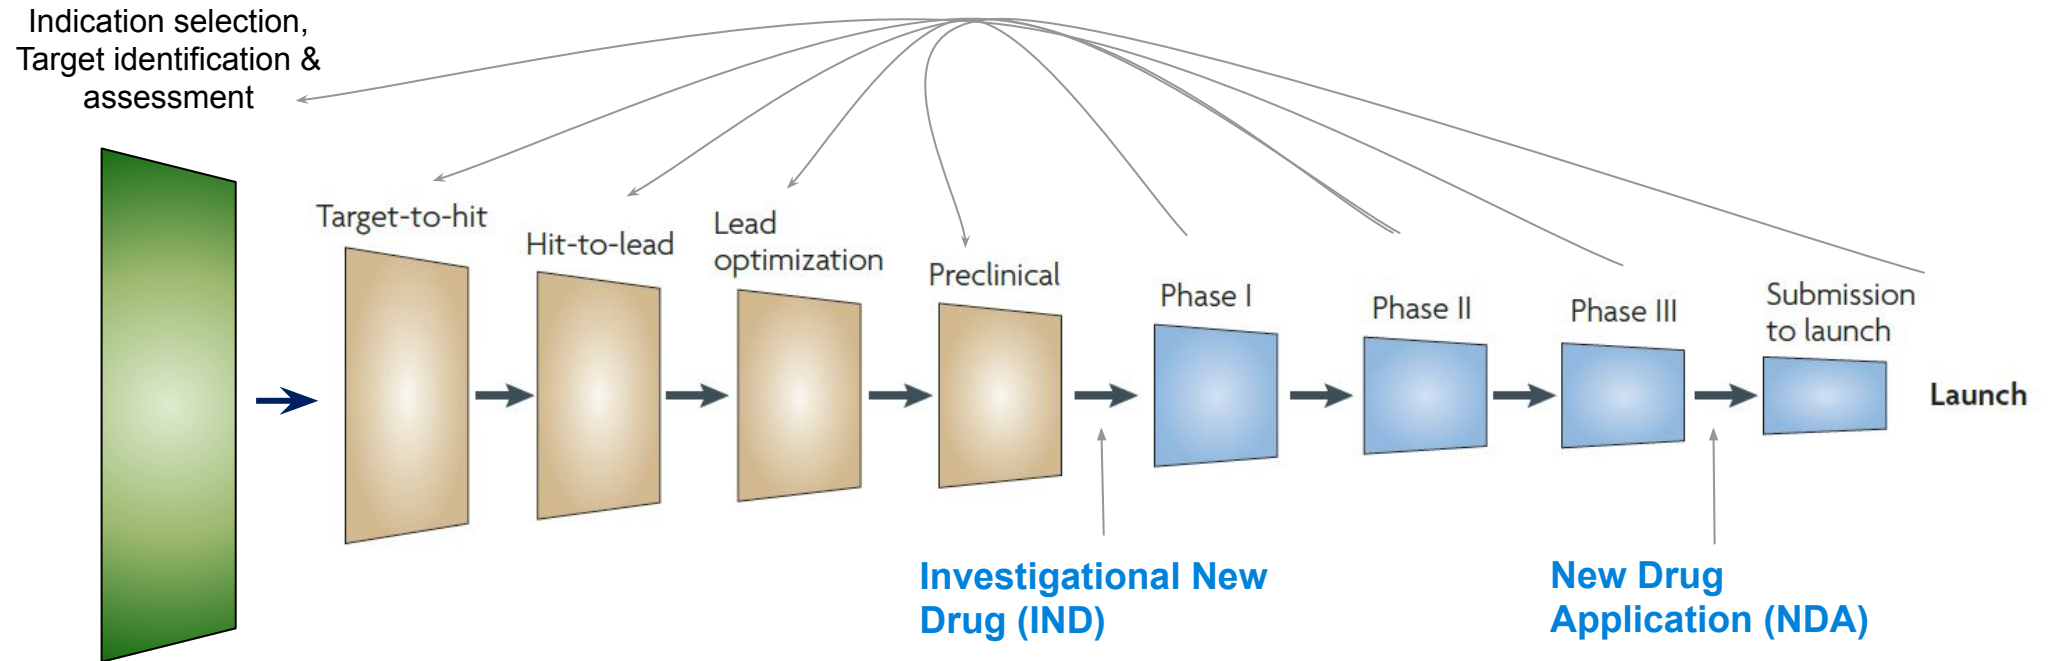 Indication selection,
Target identification &
assessment
Target-to-hit
Hit-to-lead
Lead
optimization
Preclinical
Phase I
Phase II
Phase III
Submission
to launch
Launch
Investigational New
Drug (IND)
New Drug
Application (NDA)